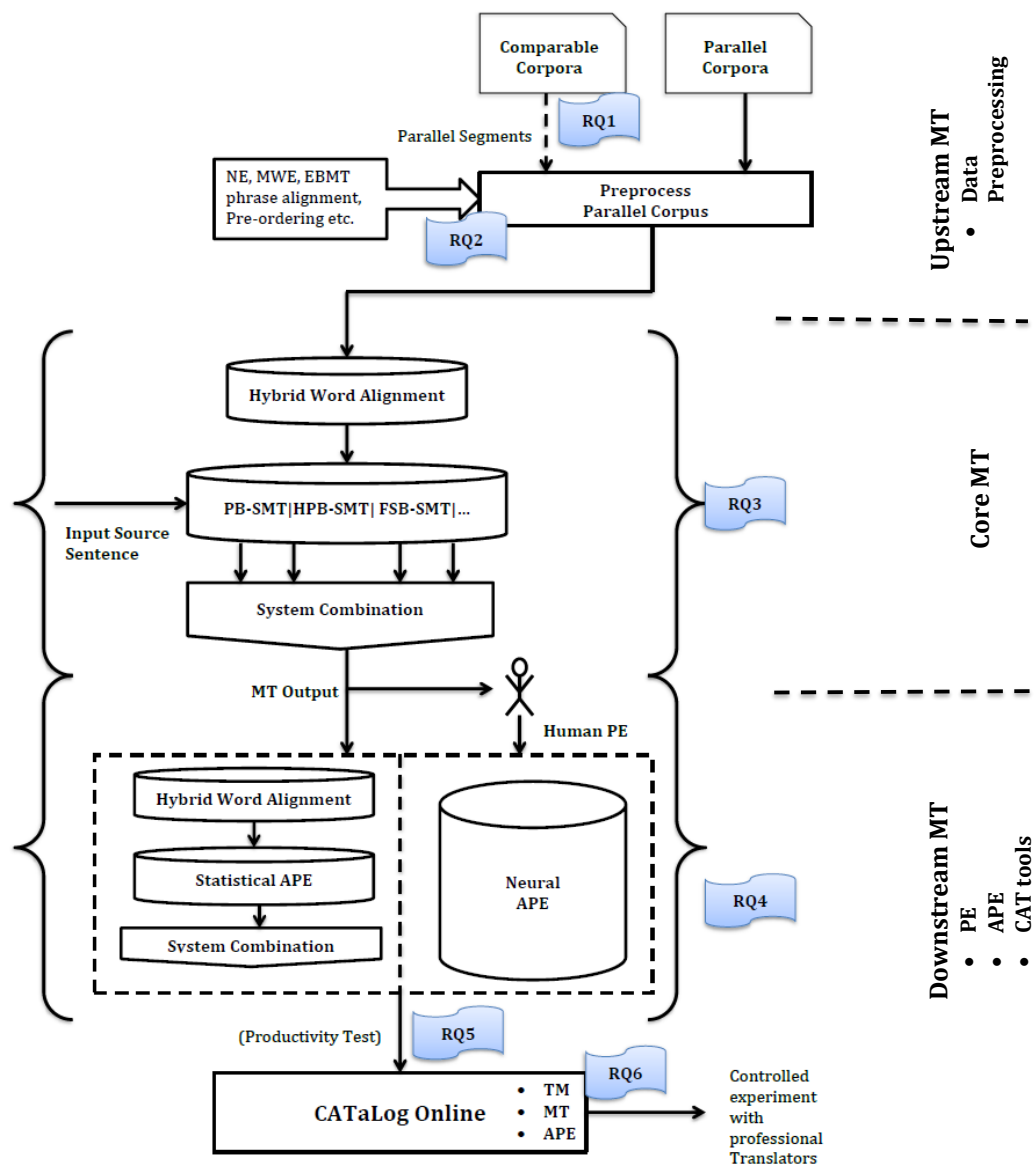 Comparable
Corpora
Parallel
Corpora
RQ1
Parallel Segments
NE, MWE, EBMT
phrase alignment,
Pre-ordering etc.
Preprocess
Parallel Corpus
RQ2
Upstream MT
• Data
Preprocessing
Hybrid Word Alignment
PB-SMT|HPB-SMT| FSB-SMT|...
Input Source
Sentence
RQ3
Core MT
System Combination
MT Output
Human PE
Hybrid Word Alignment
Statistical APE
System Combination
Neural
APE
RQ4
Downstream MT
• PE
• APE
• CAT tools
(Productivity Test)
RQ5
RQ6
CATaLog Online
• TM
• MT
• APE
Controlled
experiment
with
professional
Translators